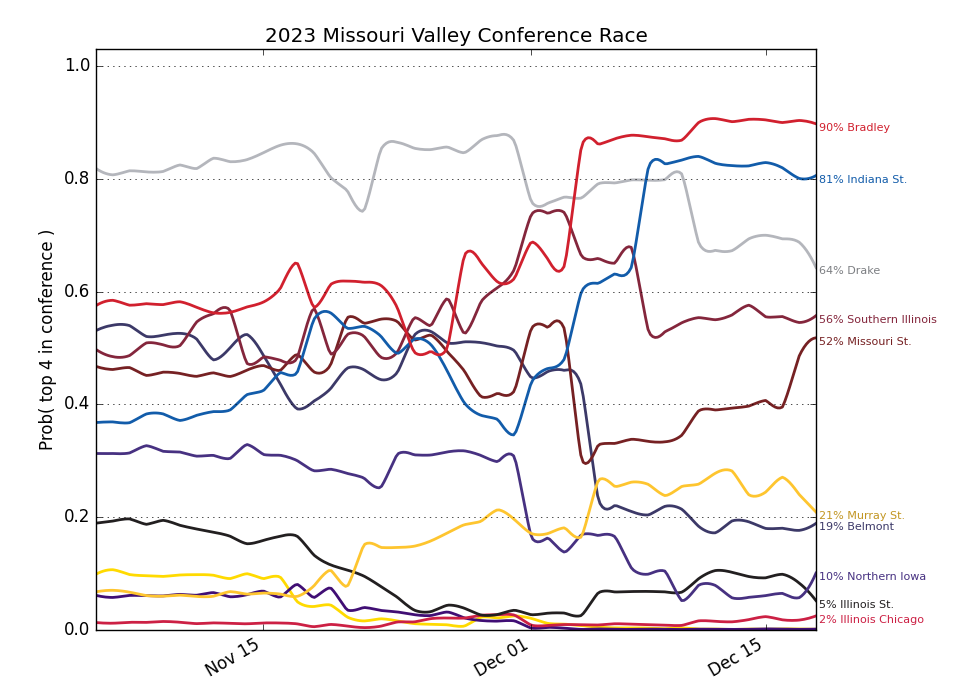 2023 Missouri Valley Conference Race
Prob( top 4 in conference )
1.0
0.8
0.6
0.4
0.2
0.0
Nov 15
Dec 01
Dec 15
90% Bradley
81% Indiana St.
64% Drake
56% Southern Illinois
52% Missouri St.
21% Murray St.
19% Belmont
10% Northern Iowa
5% Illinois St.
2% Illinois Chicago